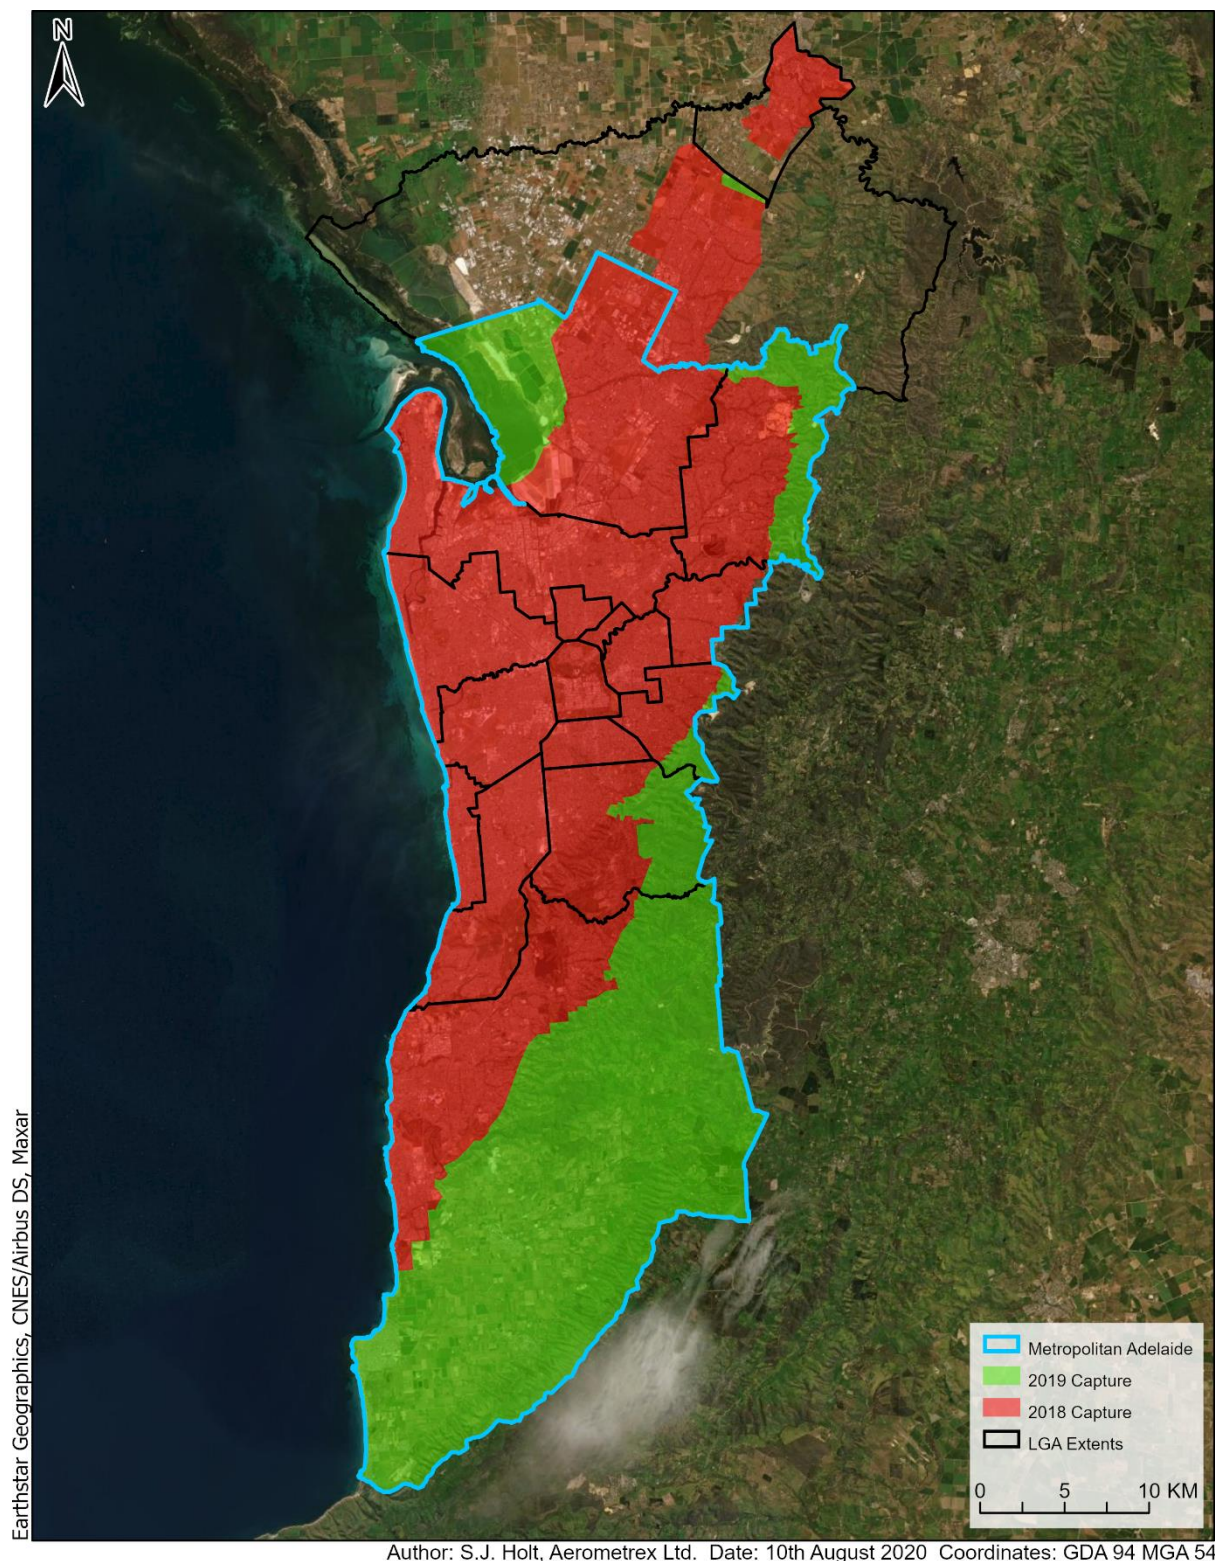 N
Earthstar Geographics, CNES/Airbus DS, Maxar
Metropolitan Adelaide
2019 Capture
2018 Capture
LGA Extents
0 5 10 KM
Author: S.J. Holt, Aerometrex Ltd. Date: 10th August 2020 Coordinates: GDA 94 MGA 54